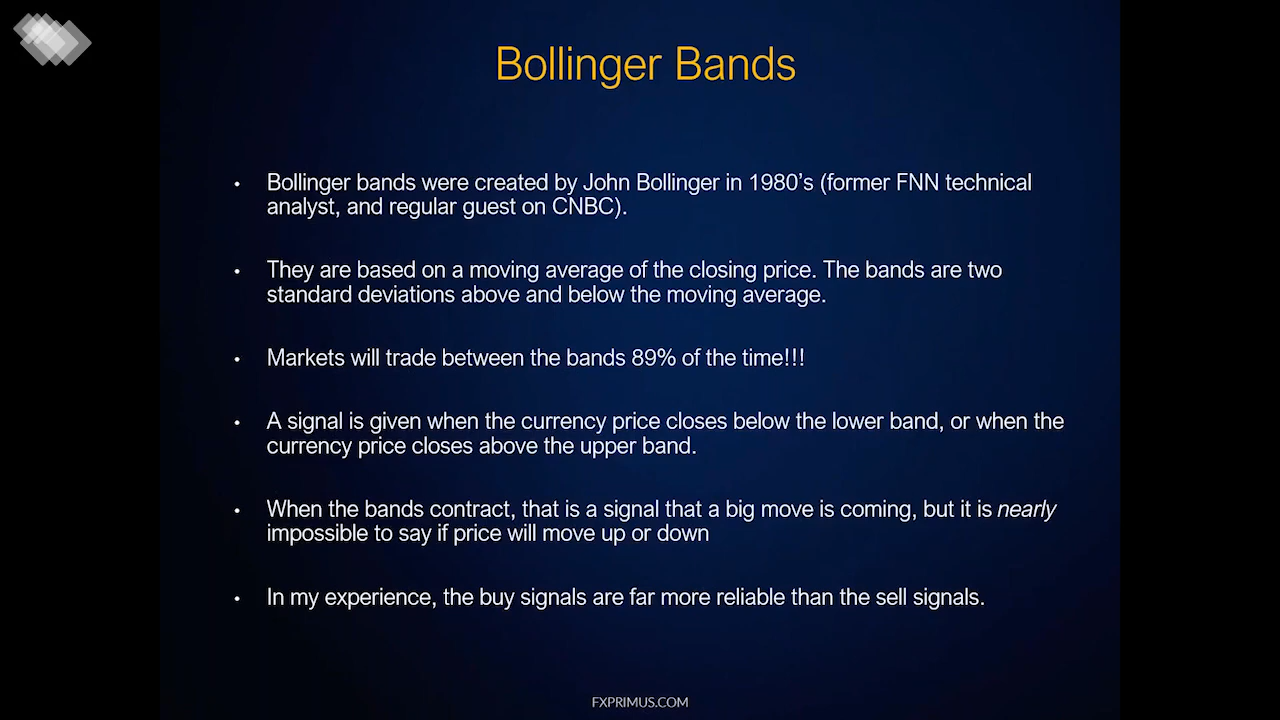 Bollinger Bands
• Bollinger bands were created by John Bollinger in 1980’s (former FNN technical
analyst, and regular guest on CNBC).
• They are based on a moving average of the closing price. The bands are two
standard deviations above and below the moving average.
• Markets will trade between the bands 89% of the time!!!
• A signal is given when the currency price closes below the lower band, or when the
currency price closes above the upper band.
• When the bands contract, that is a signal that a big move is coming, but it is nearly
impossible to say if price will move up or down
• In my experience, the buy signals are far more reliable than the sell signals.
FXPRIMUS.COM